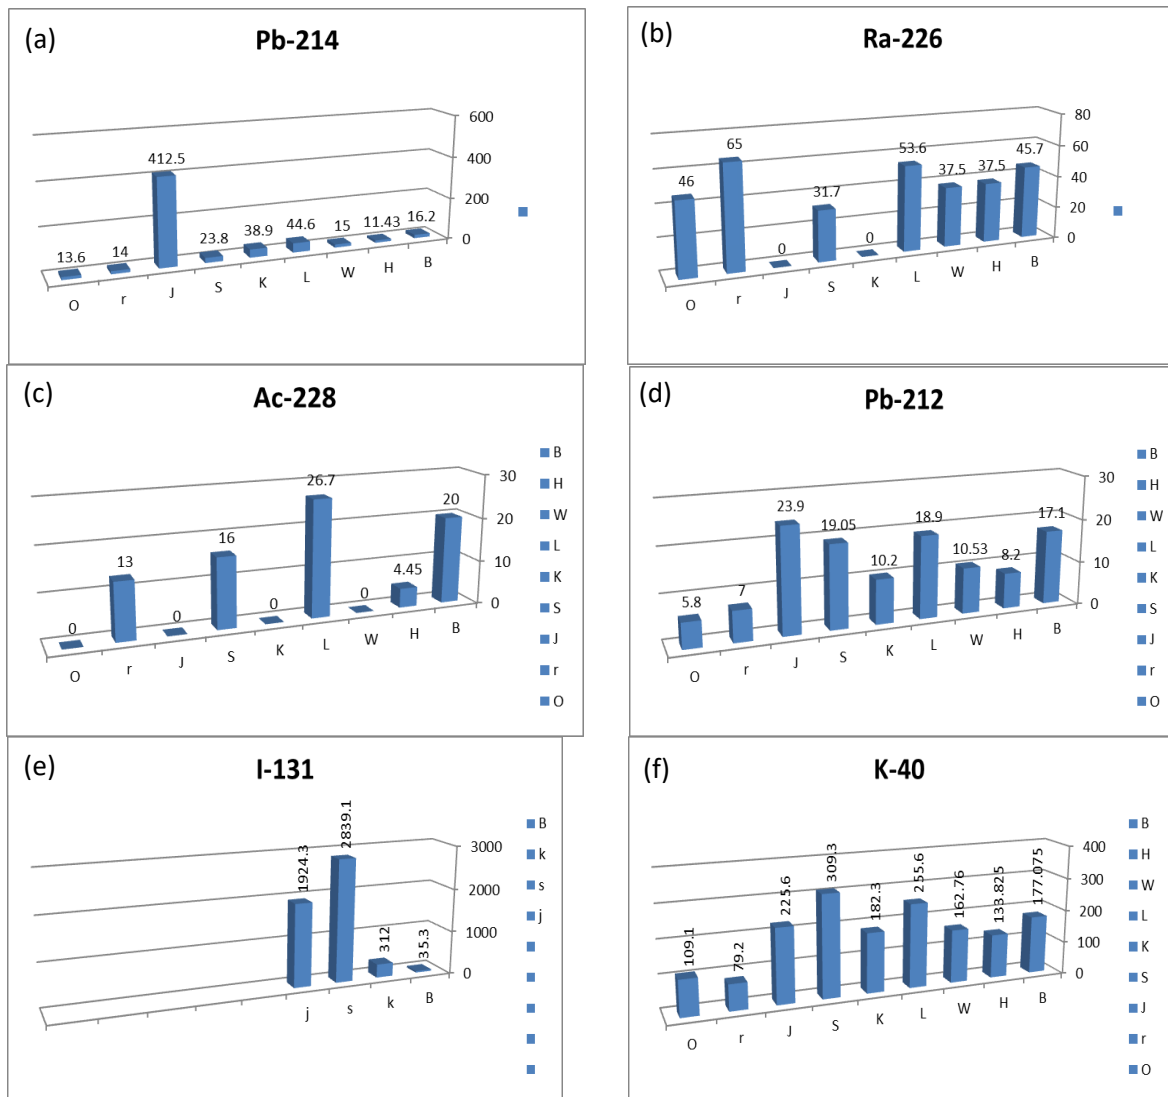 (a) Pb-214
600
400
200
0
13.6 14 412.5 23.8 38.9 44.6 15 11.43 16.2
O r J S K L W H B
(b) Ra-226
80
60
40
20
0
46 65 0 31.7 0 53.6 37.5 37.5 45.7
O r J S K L W H B
(c) Ac-228
30
20
10
0
0 13 0 16 0 26.7 0 4.45 20
O r J S K L W H B
B
H
W
L
K
S
J
r
O
(d) Pb-212
30
20
10
0
5.8 7 23.9 19.05 10.2 18.9 10.53 8.2 17.1
O r J S K L W H B
B
H
W
L
K
S
J
r
O
(e) I-131
3000
2000
1000
0
1924.3 2839.1 312 35.3
j s k B
B
k
s
j
(f) K-40
400
300
200
100
0
109.1 79.2 225.6 309.3 182.3 255.6 162.76 133.825 177.075
O r J S K L W H B
B
H
W
L
K
S
J
r
O